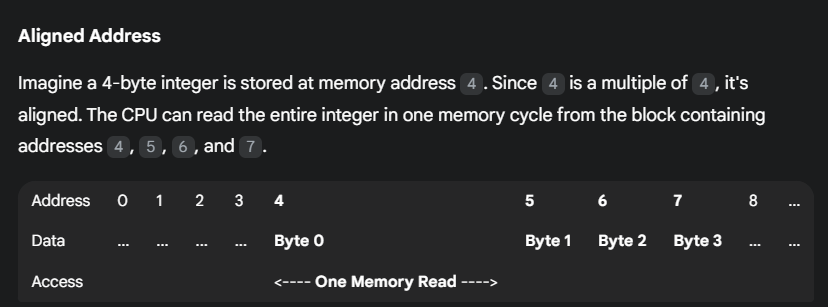 Aligned Address
Imagine a 4-byte integer is stored at memory address 4. Since 4 is a multiple of 4, it's
aligned. The CPU can read the entire integer in one memory cycle from the block containing
addresses 4, 5, 6, and 7.
Address 0 1 2 3 4 5 6 7 8 ...
Data ... ... ... ... Byte 0 Byte 1 Byte 2 Byte 3 ... ...
Access <---- One Memory Read ---->